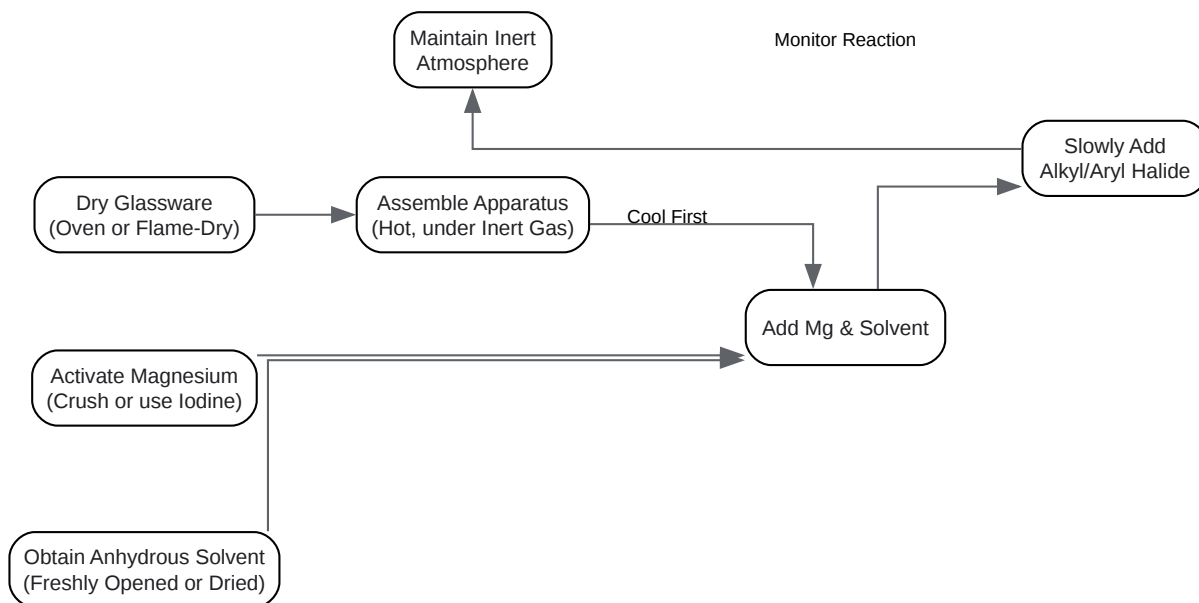 Maintain Inert
Atmosphere
Monitor Reaction
Slowly Add
Alkyl/Aryl Halide
Dry Glassware
(Oven or Flame-Dry)
Assemble Apparatus
(Hot, under Inert Gas)
Cool First
Add Mg & Solvent
Activate Magnesium
(Crush or use Iodine)
Obtain Anhydrous Solvent
(Freshly Opened or Dried)